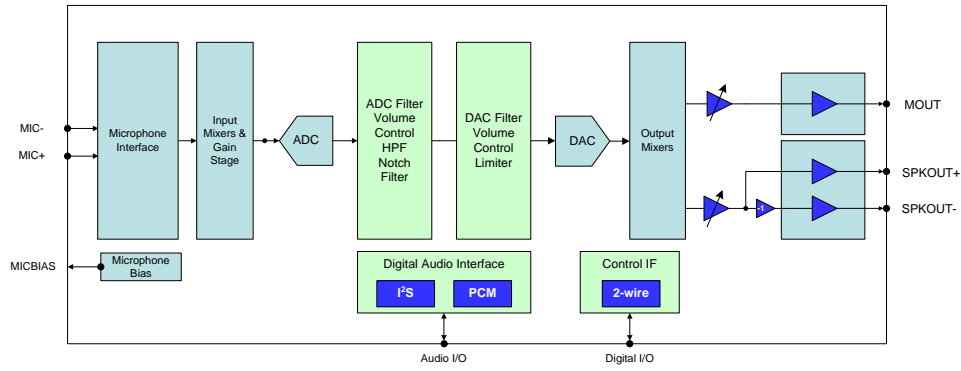 MIC-
MIC+
MICBIAS
Microphone
Interface
Microphone
Bias
Input
Mixers &
Gain
Stage
ADC
ADC Filter
Volume
Control
HPF
Notch
Filter
DAC Filter
Volume
Control
Limiter
DAC
Output
Mixers
-1
MOUT
SPKOUT+
SPKOUT-
Digital Audio Interface
I²S
PCM
Control IF
2-wire
Audio I/O
Digital I/O